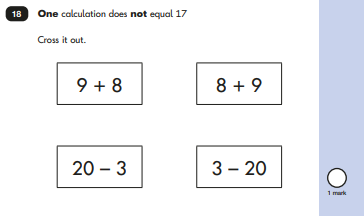 18 One calculation does not equal 17
Cross it out.
9 + 8 8 + 9
20 – 3 3 – 20
1 mark